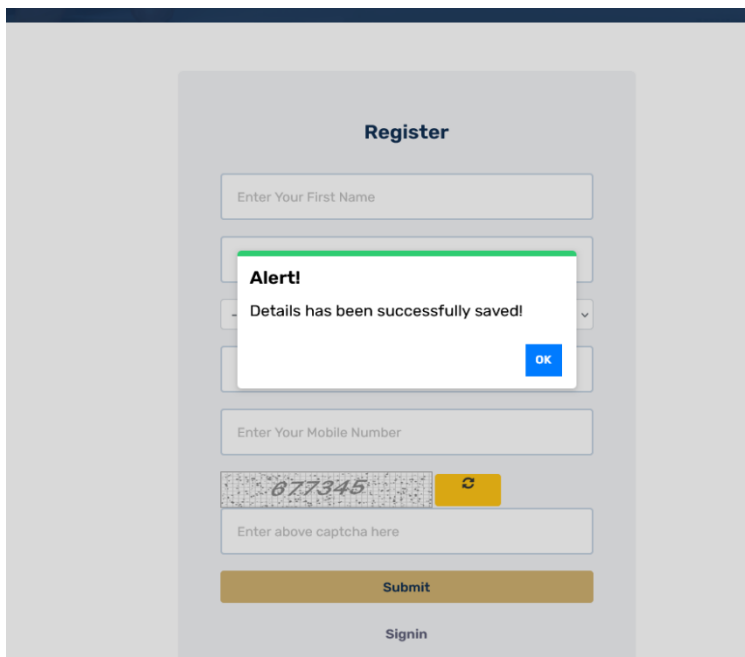 Register
Enter Your First Name
Alert!
Details has been successfully saved!
OK
Enter Your Mobile Number
677345
Enter above captcha here
Submit
Signin